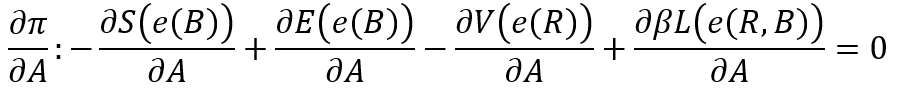 ∂π/∂A : − ∂S(e(B))/∂A + ∂E(e(B))/∂A − ∂V(e(R))/∂A + ∂βL(e(R, B))/∂A = 0